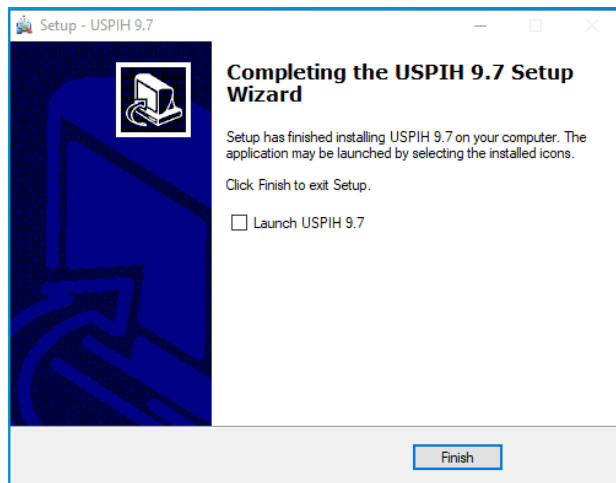 Setup - USPIH 9.7
Completing the USPIH 9.7 Setup
Wizard
Setup has finished installing USPIH 9.7 on your computer. The
application may be launched by selecting the installed icons.
Click Finish to exit Setup.
Launch USPIH 9.7
Finish